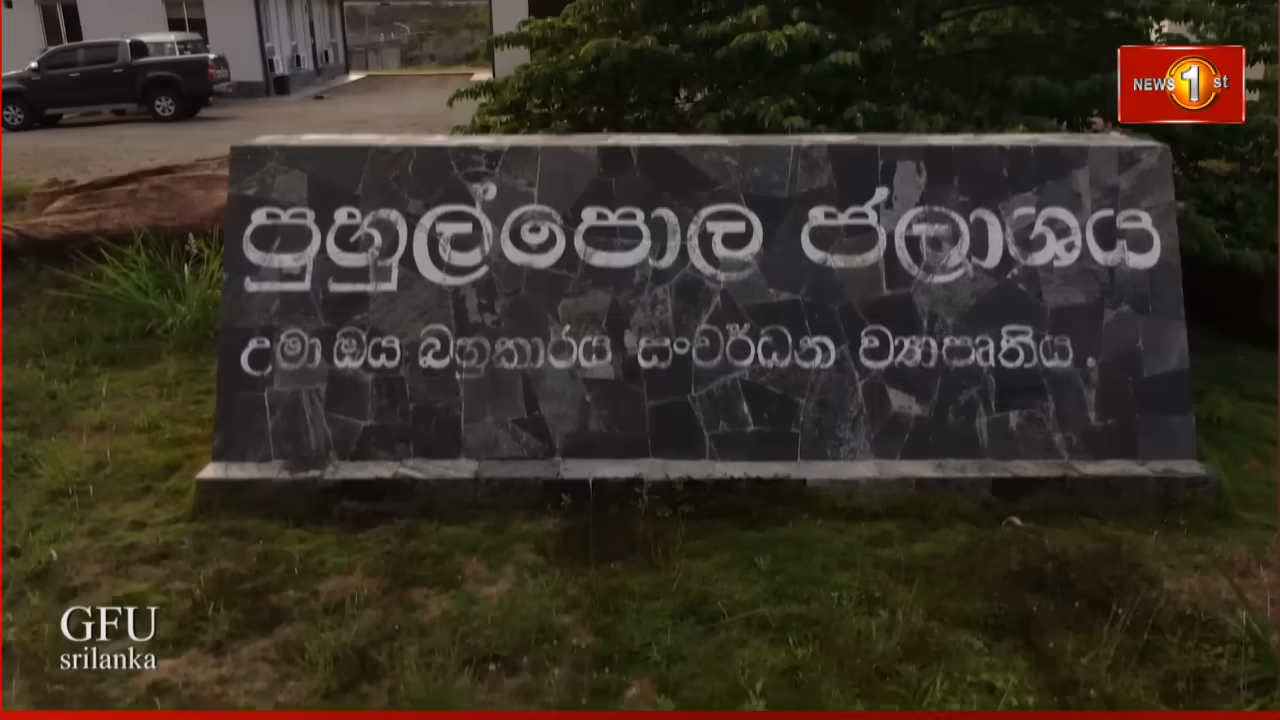 NEWS 1st
පුහුල්පොල ජලාශය
උමා ඔය බහුකාර්ය සංවර්ධන ව්‍යාපෘතිය .
GFU
srilanka